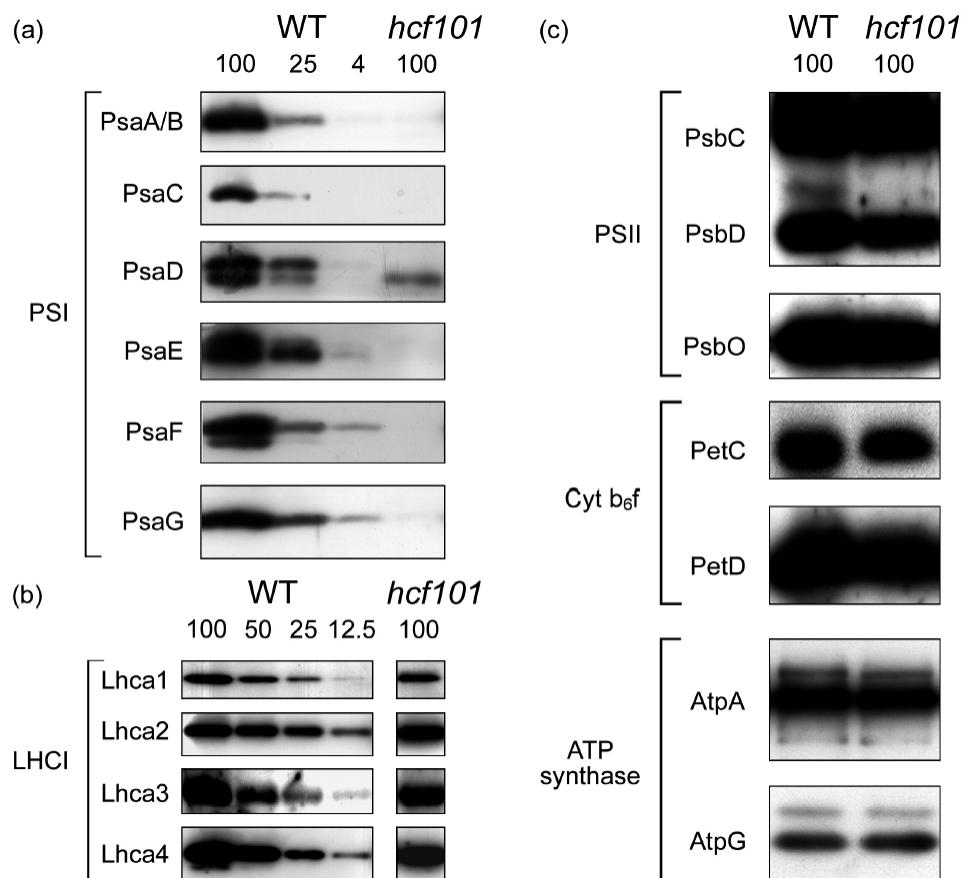 (a) WT hcf101
100 25 4 100
PSI
PsaA/B
PsaC
PsaD
PsaE
PsaF
PsaG
(b) WT hcf101
100 50 25 12.5 100
LHCI
Lhca1
Lhca2
Lhca3
Lhca4
(c) WT hcf101
100 100
PSII
PsbC
PsbD
PsbO
Cyt b₆f
PetC
PetD
ATP
synthase
AtpA
AtpG